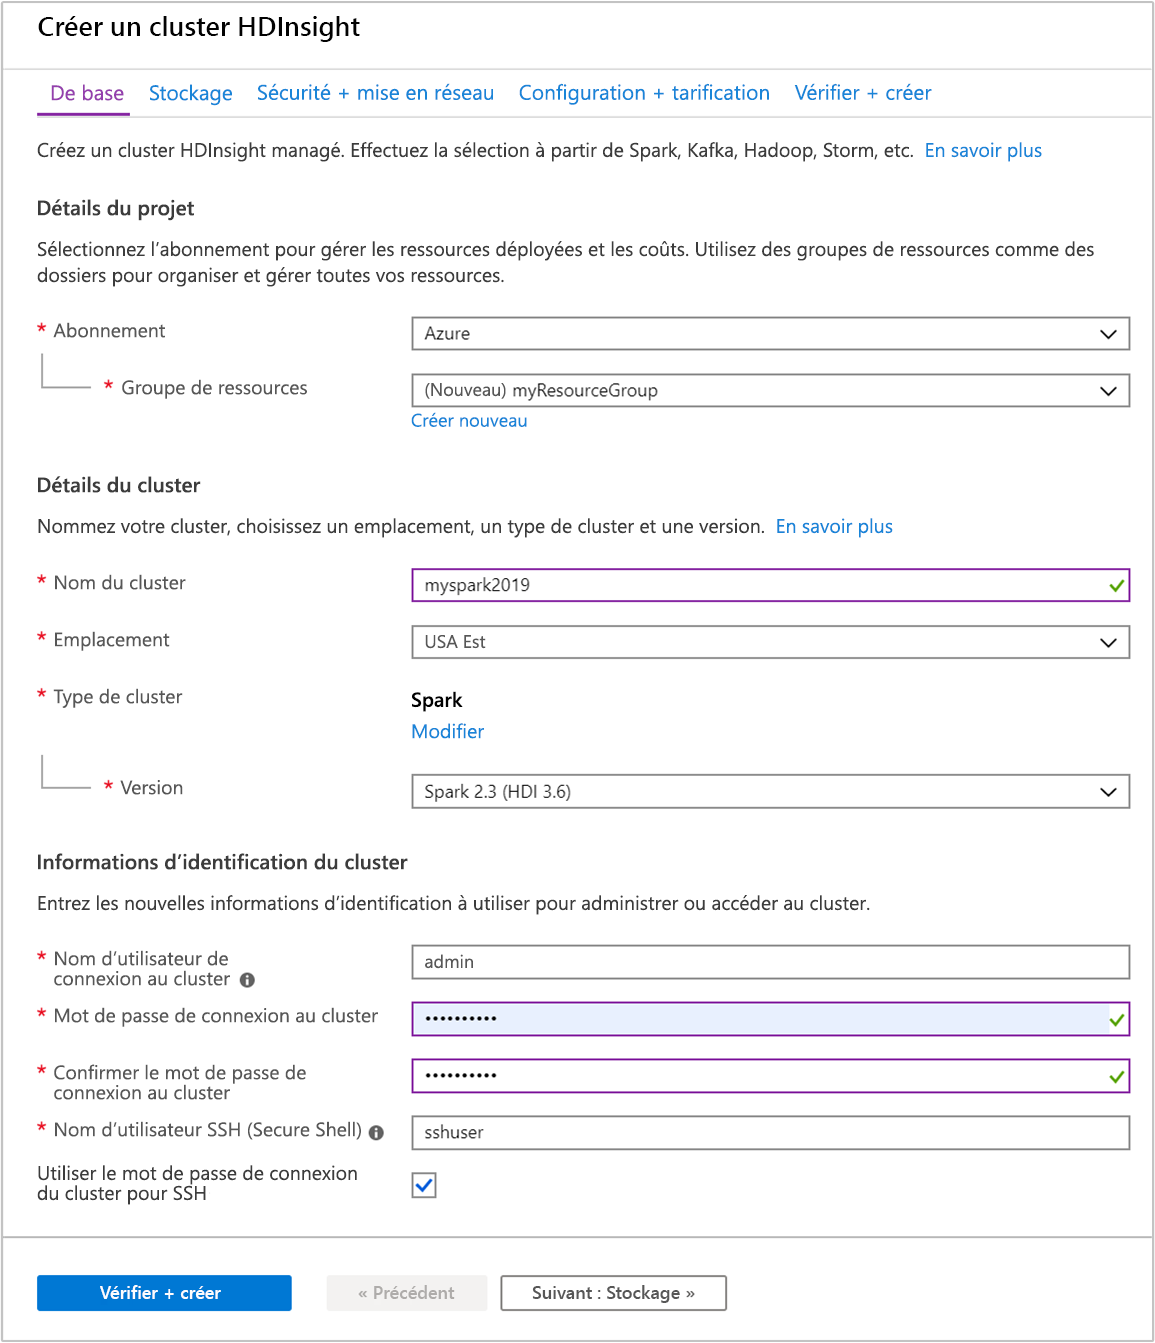 Créer un cluster HDInsight
De base Stockage Sécurité + mise en réseau Configuration + tarification Vérifier + créer
Créez un cluster HDInsight managé. Effectuez la sélection à partir de Spark, Kafka, Hadoop, Storm, etc. En savoir plus
Détails du projet
Sélectionnez l’abonnement pour gérer les ressources déployées et les coûts. Utilisez des groupes de ressources comme des
dossiers pour organiser et gérer toutes vos ressources.
* Abonnement
Azure
* Groupe de ressources
(Nouveau) myResourceGroup
Créer nouveau
Détails du cluster
Nommez votre cluster, choisissez un emplacement, un type de cluster et une version. En savoir plus
* Nom du cluster
myspark2019
* Emplacement
USA Est
* Type de cluster
Spark
Modifier
* Version
Spark 2.3 (HDI 3.6)
Informations d’identification du cluster
Entrez les nouvelles informations d’identification à utiliser pour administrer ou accéder au cluster.
* Nom d’utilisateur de
connexion au cluster
admin
* Mot de passe de connexion au cluster
••••••••••
* Confirmer le mot de passe de
connexion au cluster
••••••••••
* Nom d’utilisateur SSH (Secure Shell)
sshuser
Utiliser le mot de passe de connexion
du cluster pour SSH
Vérifier + créer
« Précédent
Suivant : Stockage »